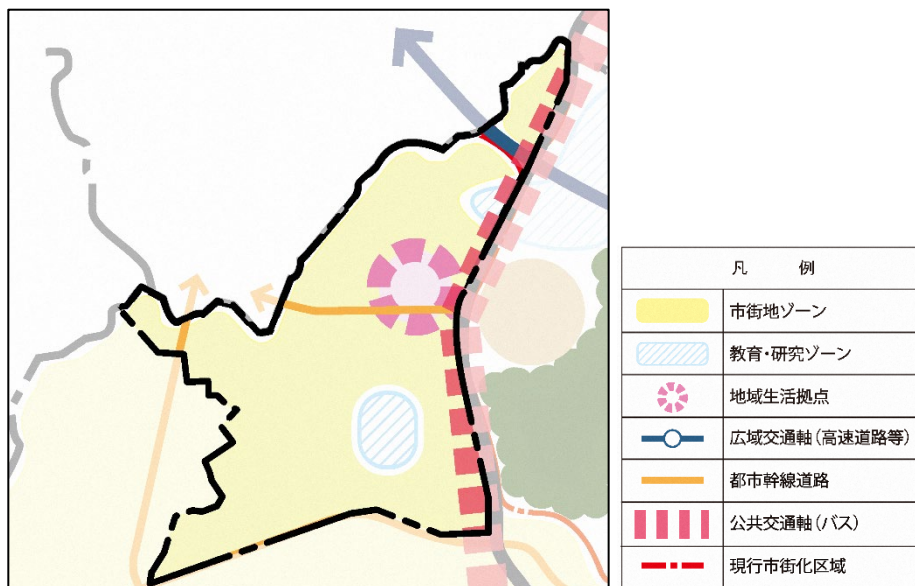 凡 例
市街地ゾーン
教育・研究ゾーン
地域生活拠点
広域交通軸(高速道路等)
都市幹線道路
公共交通軸(バス)
現行市街化区域